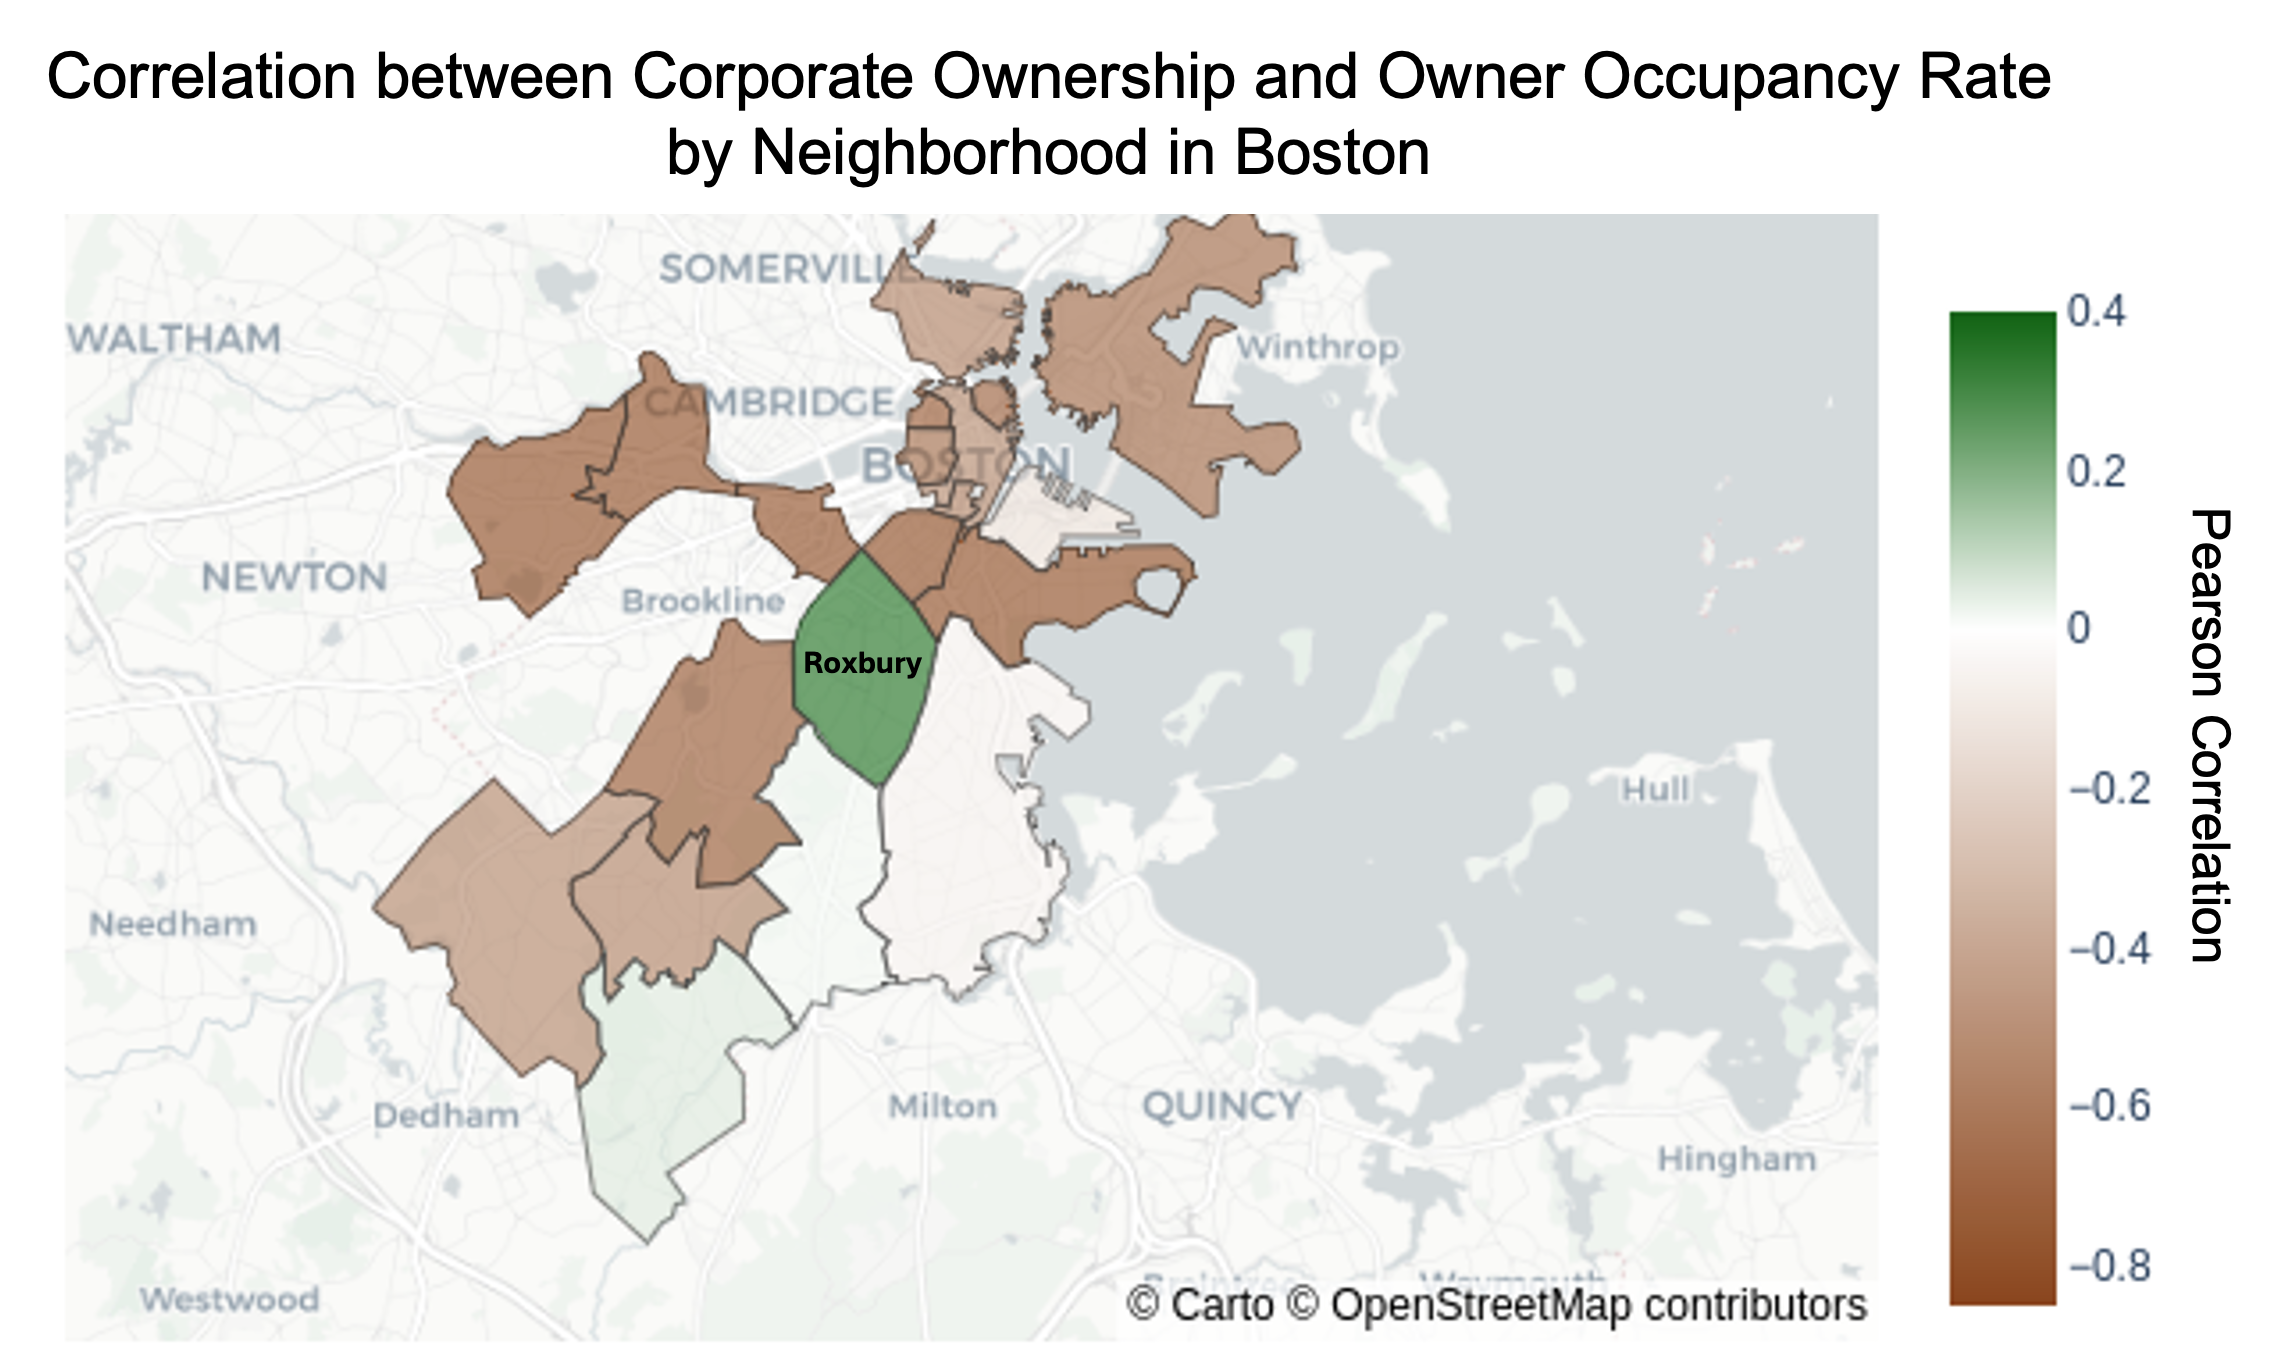 Correlation between Corporate Ownership and Owner Occupancy Rate
by Neighborhood in Boston
SOMERVILLE
WALTHAM
Winthrop
CAMBRIDGE
BOSTON
NEWTON
Brookline
Roxbury
Hull
Needham
Dedham
Milton
QUINCY
Hingham
Westwood
Braintree
Weymouth
© Carto © OpenStreetMap contributors
0.4
0.2
0
−0.2
−0.4
−0.6
−0.8
Pearson Correlation